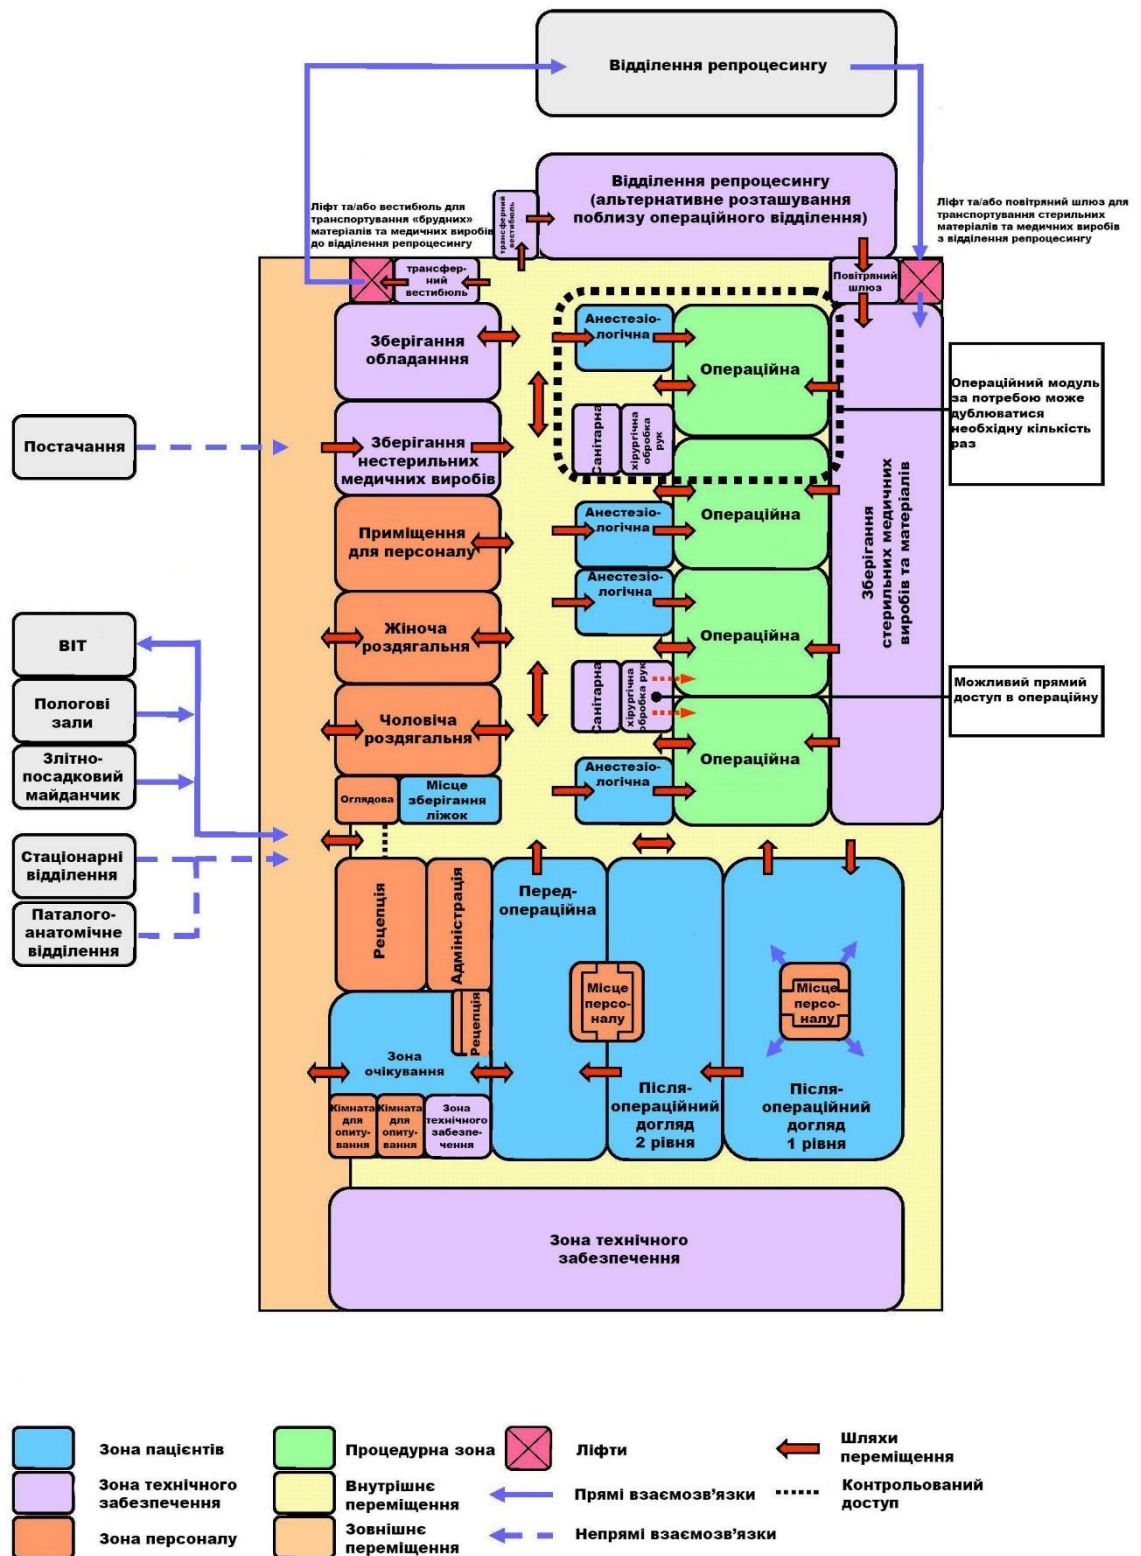 Відділення репроцесингу
Відділення репроцесингу
(альтернативне розташування
поблизу операційного відділення)
Ліфт та/або вестибюль для
транспортування «брудних»
матеріалів та медичних виробів
до відділення репроцесингу
трансферний
вестибюль
Ліфт та/або повітряний шлюз для
транспортування стерильних
матеріалів та медичних виробів
з відділення репроцесингу
трансфер-
ний
вестибюль
Повітряний
шлюз
Зберігання
обладанння
Анестезіо-
логічна
Операційна
Операційний модуль
за потребою може
дублюватися
необхідну кількість
раз
Постачання
Зберігання
нестерильних
медичних виробів
Санітарна
хірургічна
обробка
рук
Зберігання
стерильних медичних
виробів та матеріалів
Приміщення
для персоналу
Анестезіо-
логічна
Операційна
Анестезіо-
логічна
Операційна
Жіноча
роздягальня
ВІТ
Пологові
зали
Злітно-
посадковий
майданчик
Чоловіча
роздягальня
Санітарна
хірургічна
обробка рук
Можливий прямий
доступ в операційну
Анестезіо-
логічна
Операційна
Оглядова
Місце
зберігання
ліжок
Стаціонарні
відділення
Паталого-
анатомічне
відділення
Рецепція
Адміністрація
Перед-
операційна
Рецепція
Місце
персо-
налу
Місце
персо-
налу
Зона
очікування
Кімната
для
опиту-
вання
Кімната
для
опиту-
вання
Зона
технічного
забезпе-
чення
Після-
операційний
догляд
2 рівня
Після-
операційний
догляд
1 рівня
Зона технічного
забезпечення
Зона пацієнтів
Процедурна зона
Ліфти
Шляхи
переміщення
Зона технічного
забезпечення
Внутрішнє
переміщення
Прямі взаємозв’язки
Контрольований
доступ
Зона персоналу
Зовнішнє
переміщення
Непрямі взаємозв’язки